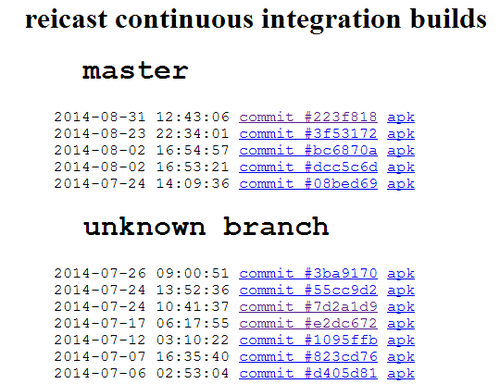 reicast continuous integration builds
master
2014-08-31 12:43:06 commit #223f818 apk
2014-08-23 22:34:01 commit #3f53172 apk
2014-08-02 16:54:57 commit #bc6870a apk
2014-08-02 16:53:21 commit #dcc5c6d apk
2014-07-24 14:09:36 commit #08bed69 apk
unknown branch
2014-07-26 09:00:51 commit #3ba9170 apk
2014-07-24 13:52:36 commit #55cc9d2 apk
2014-07-24 10:41:37 commit #7d2a1d9 apk
2014-07-17 06:17:55 commit #e2dc672 apk
2014-07-12 03:10:22 commit #1095ffb apk
2014-07-07 16:35:40 commit #823cd76 apk
2014-07-06 02:53:04 commit #d405d81 apk